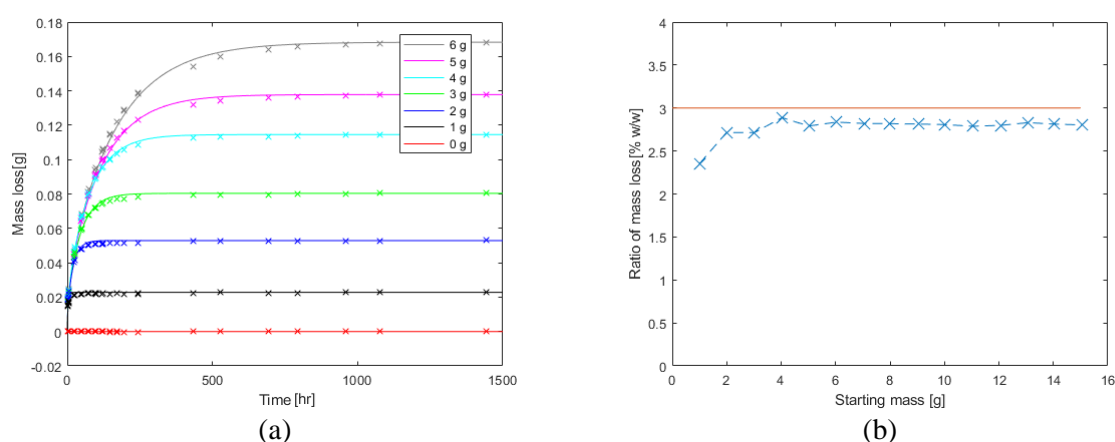 0.18
0.16
0.14
0.12
0.1
0.08
0.06
0.04
0.02
0
-0.02
Mass loss[g]
0 500 1000 1500
Time [hr]
6 g
5 g
4 g
3 g
2 g
1 g
0 g
(a)
4
3.5
3
2.5
2
1.5
1
0.5
0
Ratio of mass loss[% w/w]
0 2 4 6 8 10 12 14 16
Starting mass [g]
(b)